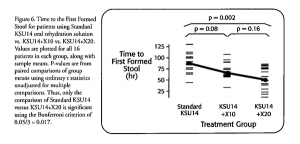 Figure 6. Time to the First Formed
Stool for patients using Standard
KSU14 oral rehydration solution
vs. KSU14+X10 vs. KSU14+X20.
Values are plotted for all 16
patients in each group, along with
sample means. P-values are from
paired comparisons of group
means using ordinary t statistics
unadjusted for multiple
comparisons. Thus, only the
comparison of Standard KSU14
versus KSU14+X20 is significant
using the Bonferroni criterion of
0.05/3 = 0.017.
p = 0.002
p = 0.08
p = 0.16
Time to
First Formed
Stool
(hr)
125
100
75
50
25
Standard
KSU14
KSU14
+X10
KSU14
+X20
Treatment Group